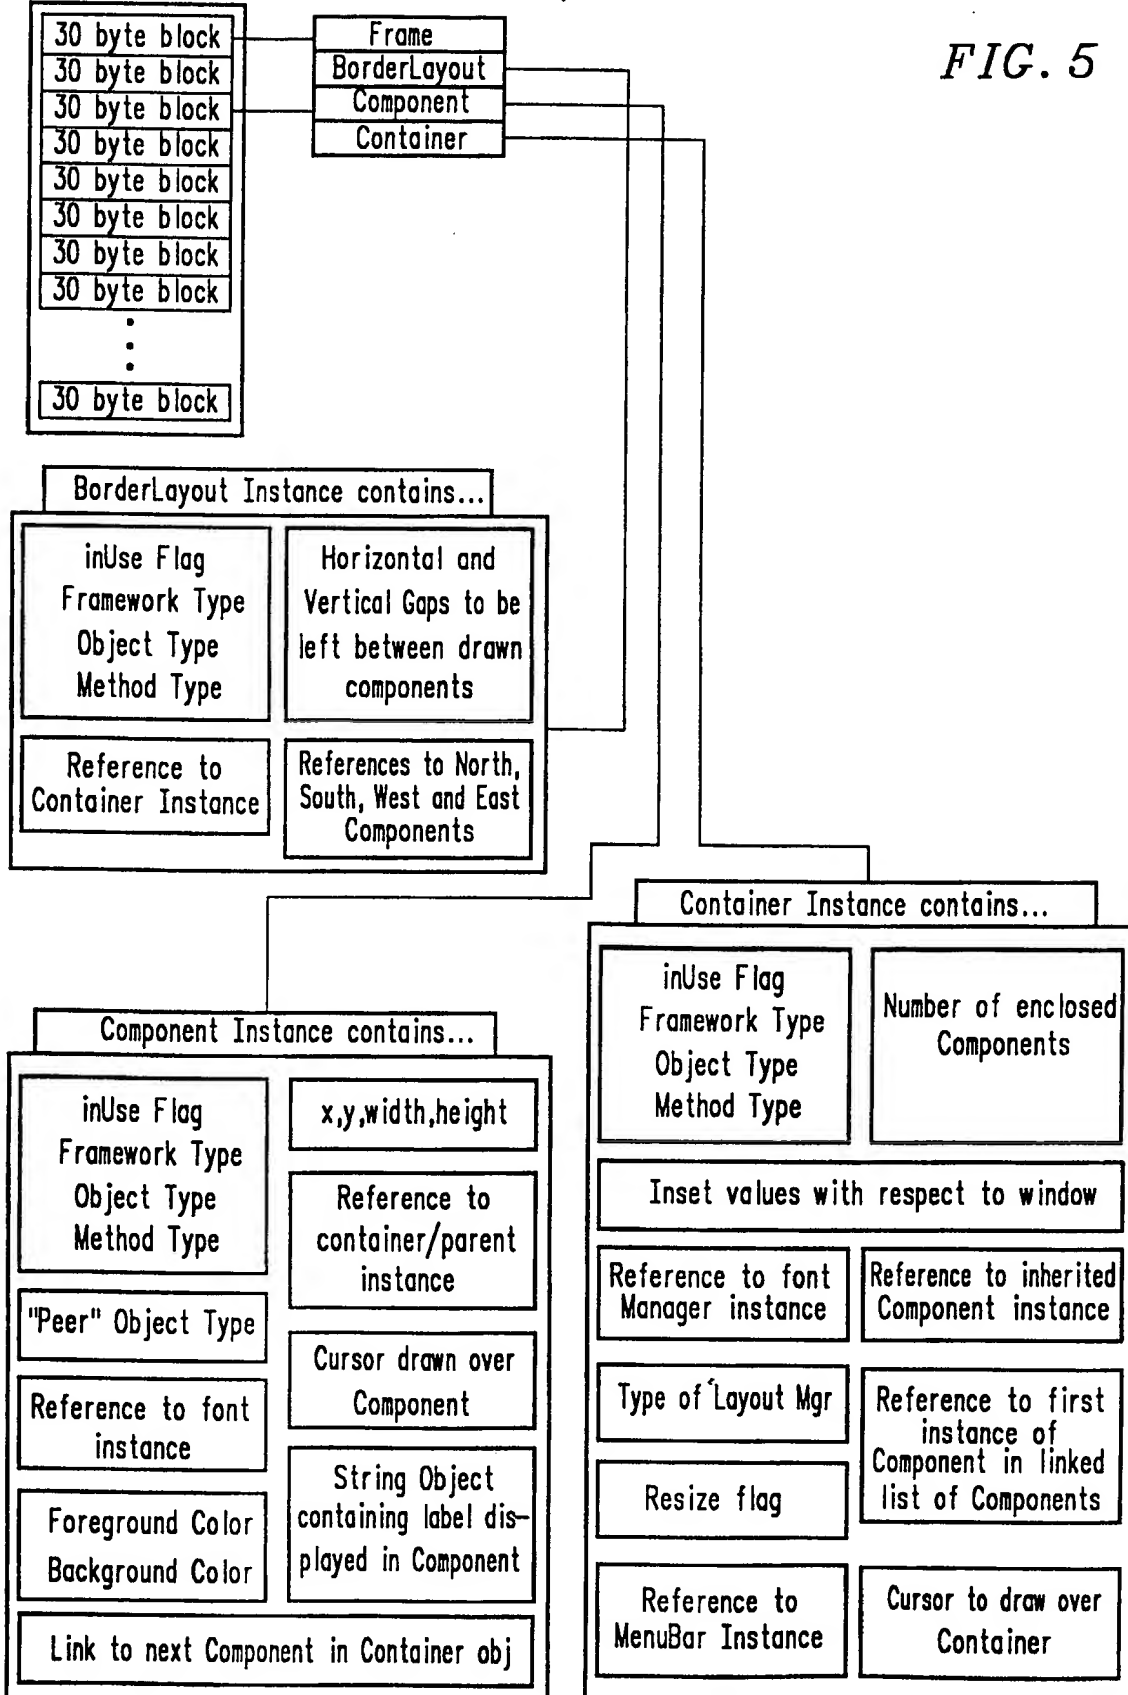 FIG. 5
30 byte block
30 byte block
30 byte block
30 byte block
30 byte block
30 byte block
30 byte block
30 byte block
30 byte block
Frame
BorderLayout
Component
Container
BorderLayout Instance contains...
inUse Flag
Framework Type
Object Type
Method Type
Horizontal and
Vertical Gaps to be
left between drawn
components
Reference to
Container Instance
References to North,
South, West and East
Components
Component Instance contains...
inUse Flag
Framework Type
Object Type
Method Type
x,y,width,height
Reference to
container/parent
instance
"Peer" Object Type
Cursor drawn over
Component
Reference to font
instance
String Object
containing label dis-
played in Component
Foreground Color
Background Color
Link to next Component in Container obj
Container Instance contains...
inUse Flag
Framework Type
Object Type
Method Type
Number of enclosed
Components
Inset values with respect to window
Reference to font
Manager instance
Reference to inherited
Component instance
Type of Layout Mgr
Reference to first
instance of
Component in linked
list of Components
Resize flag
Reference to
MenuBar Instance
Cursor to draw over
Container